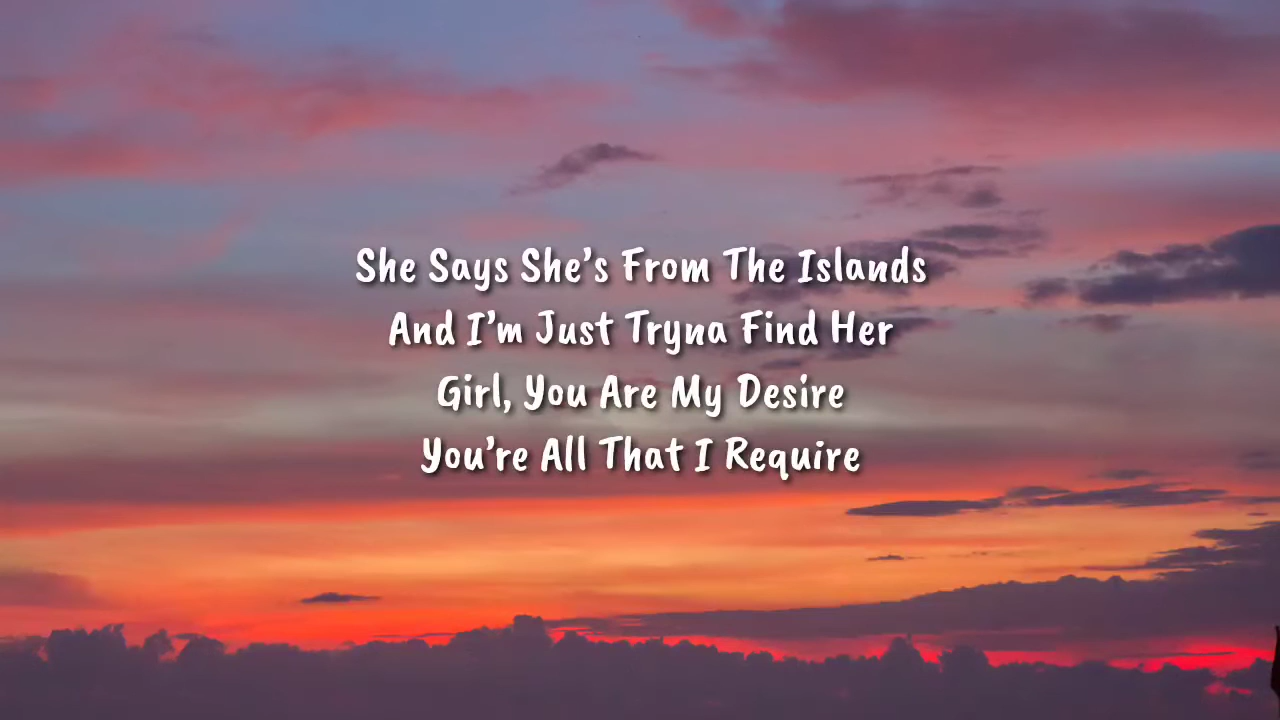 She Says She's From The Islands
And I'm Just Tryna Find Her
Girl, You Are My Desire
You're All That I Require